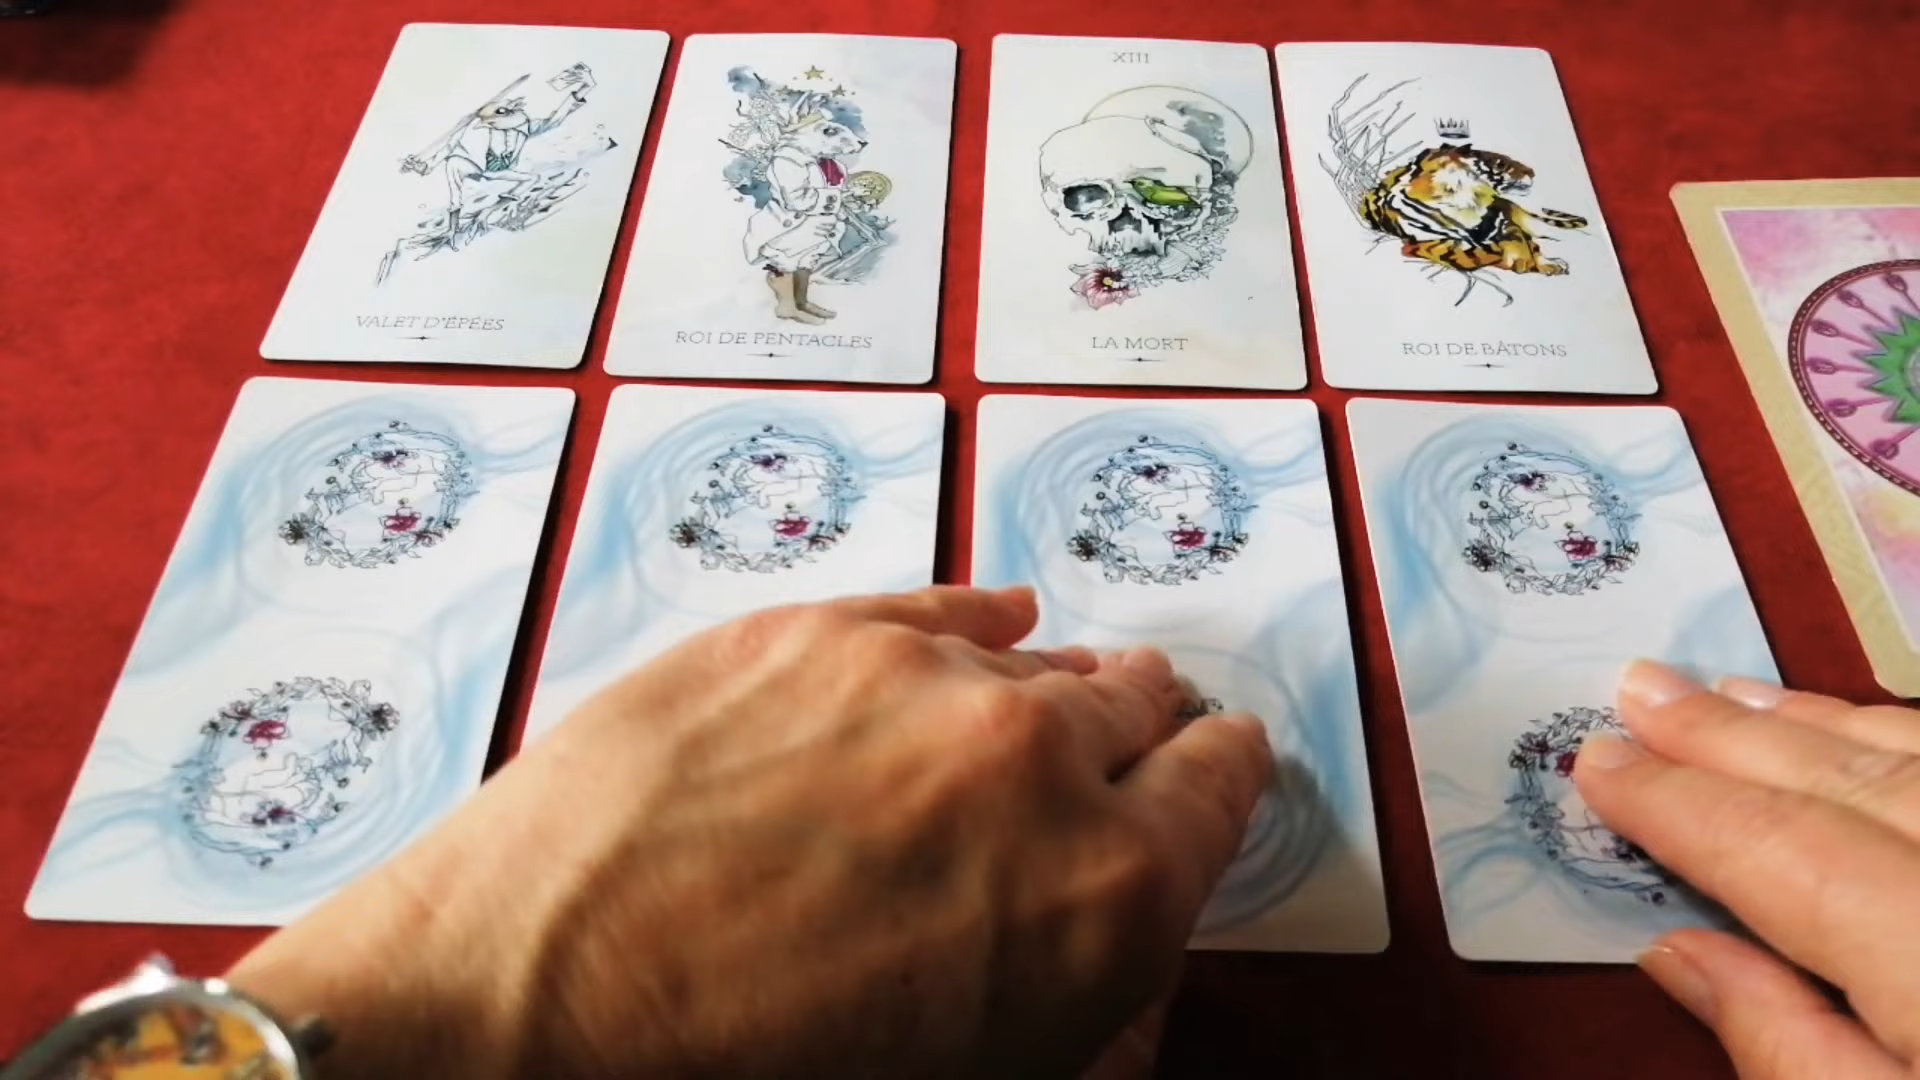 VALET D'ÉPÉES
ROI DE PENTACLES
XIII
LA MORT
ROI DE BÂTONS